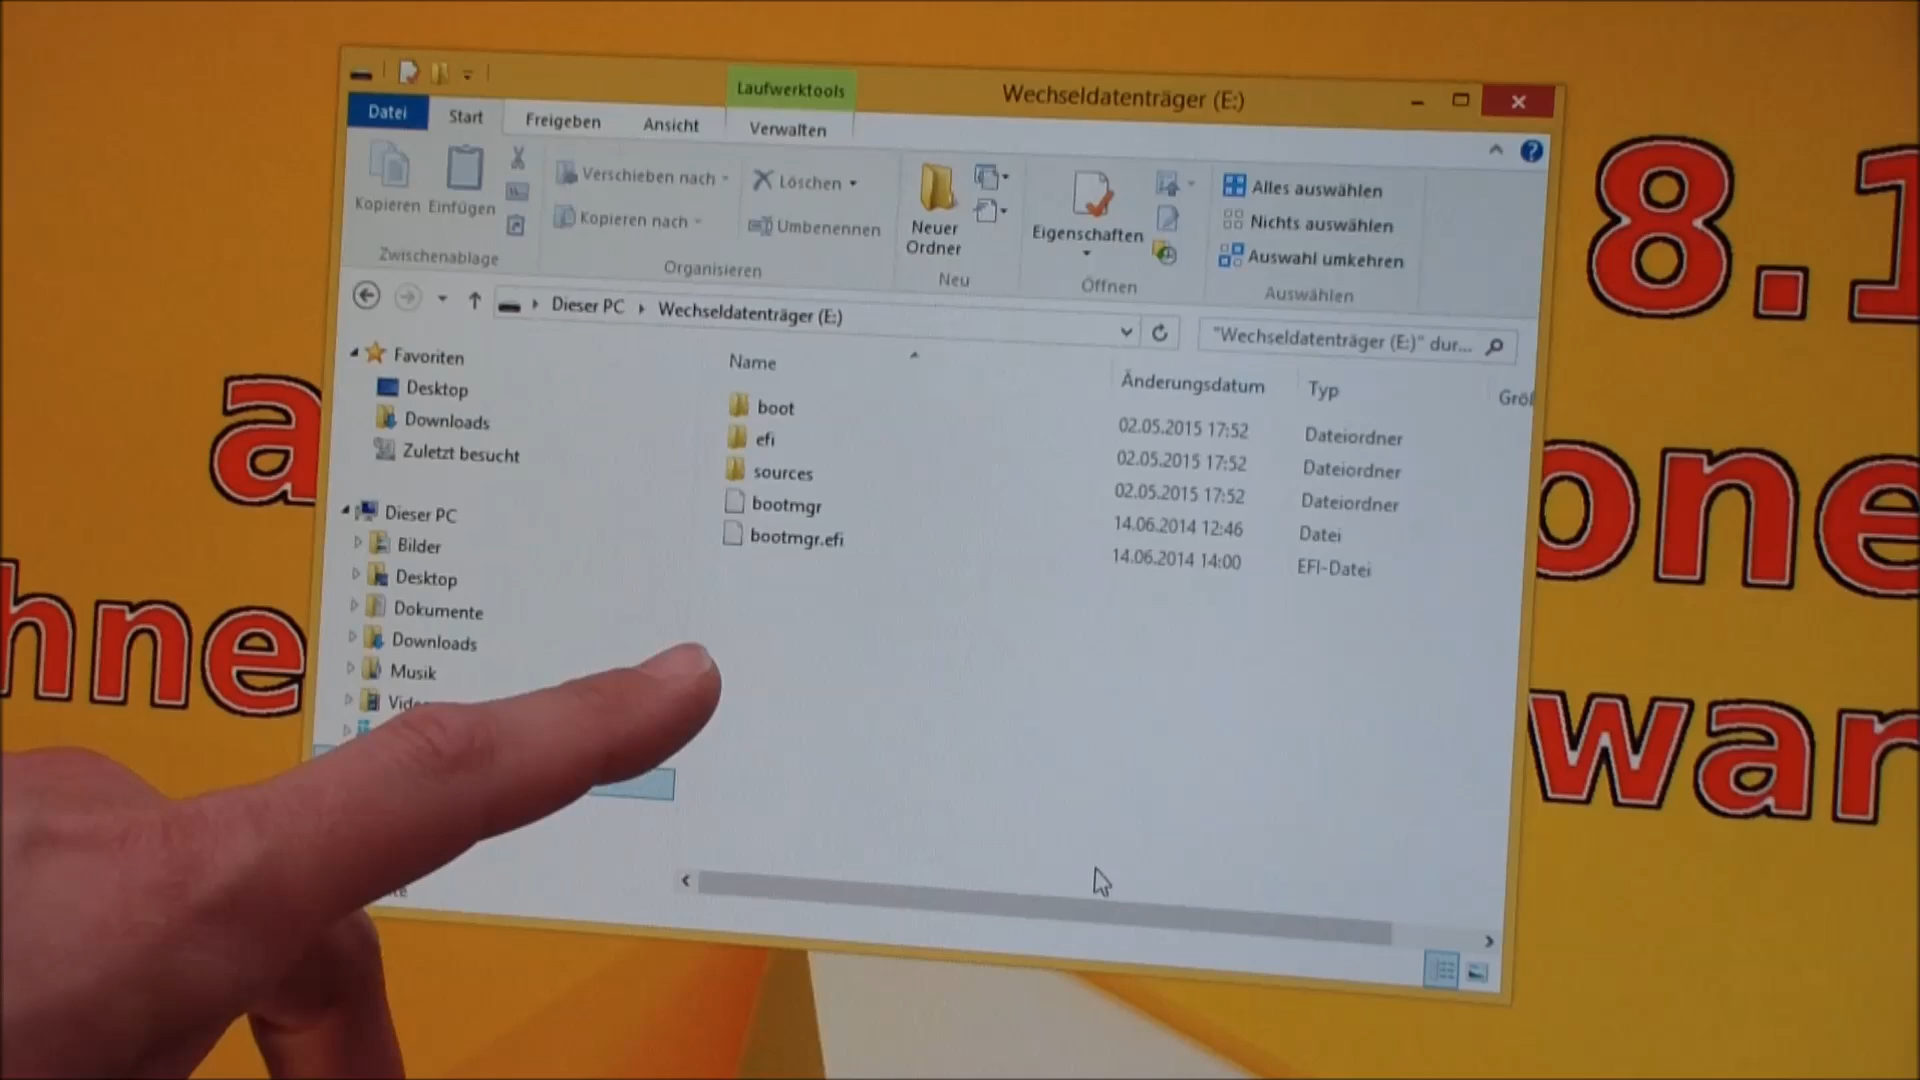 Laufwerktools
Wechseldatenträger (E:)
Datei
Start
Freigeben
Ansicht
Verwalten
Kopieren
Einfügen
Zwischenablage
Verschieben nach
Kopieren nach
Löschen
Umbenennen
Organisieren
Neuer
Ordner
Neu
Eigenschaften
Öffnen
Alles auswählen
Nichts auswählen
Auswahl umkehren
Auswählen
Dieser PC
Wechseldatenträger (E:)
"Wechseldatenträger (E:)" dur...
Favoriten
Desktop
Downloads
Zuletzt besucht
Dieser PC
Bilder
Desktop
Dokumente
Downloads
Musik
Vide
Name Änderungsdatum Typ Größ
boot 02.05.2015 17:52 Dateiordner
efi 02.05.2015 17:52 Dateiordner
sources 02.05.2015 17:52 Dateiordner
bootmgr 14.06.2014 12:46 Datei
bootmgr.efi 14.06.2014 14:00 EFI-Datei
8.1
a
one
hne
war